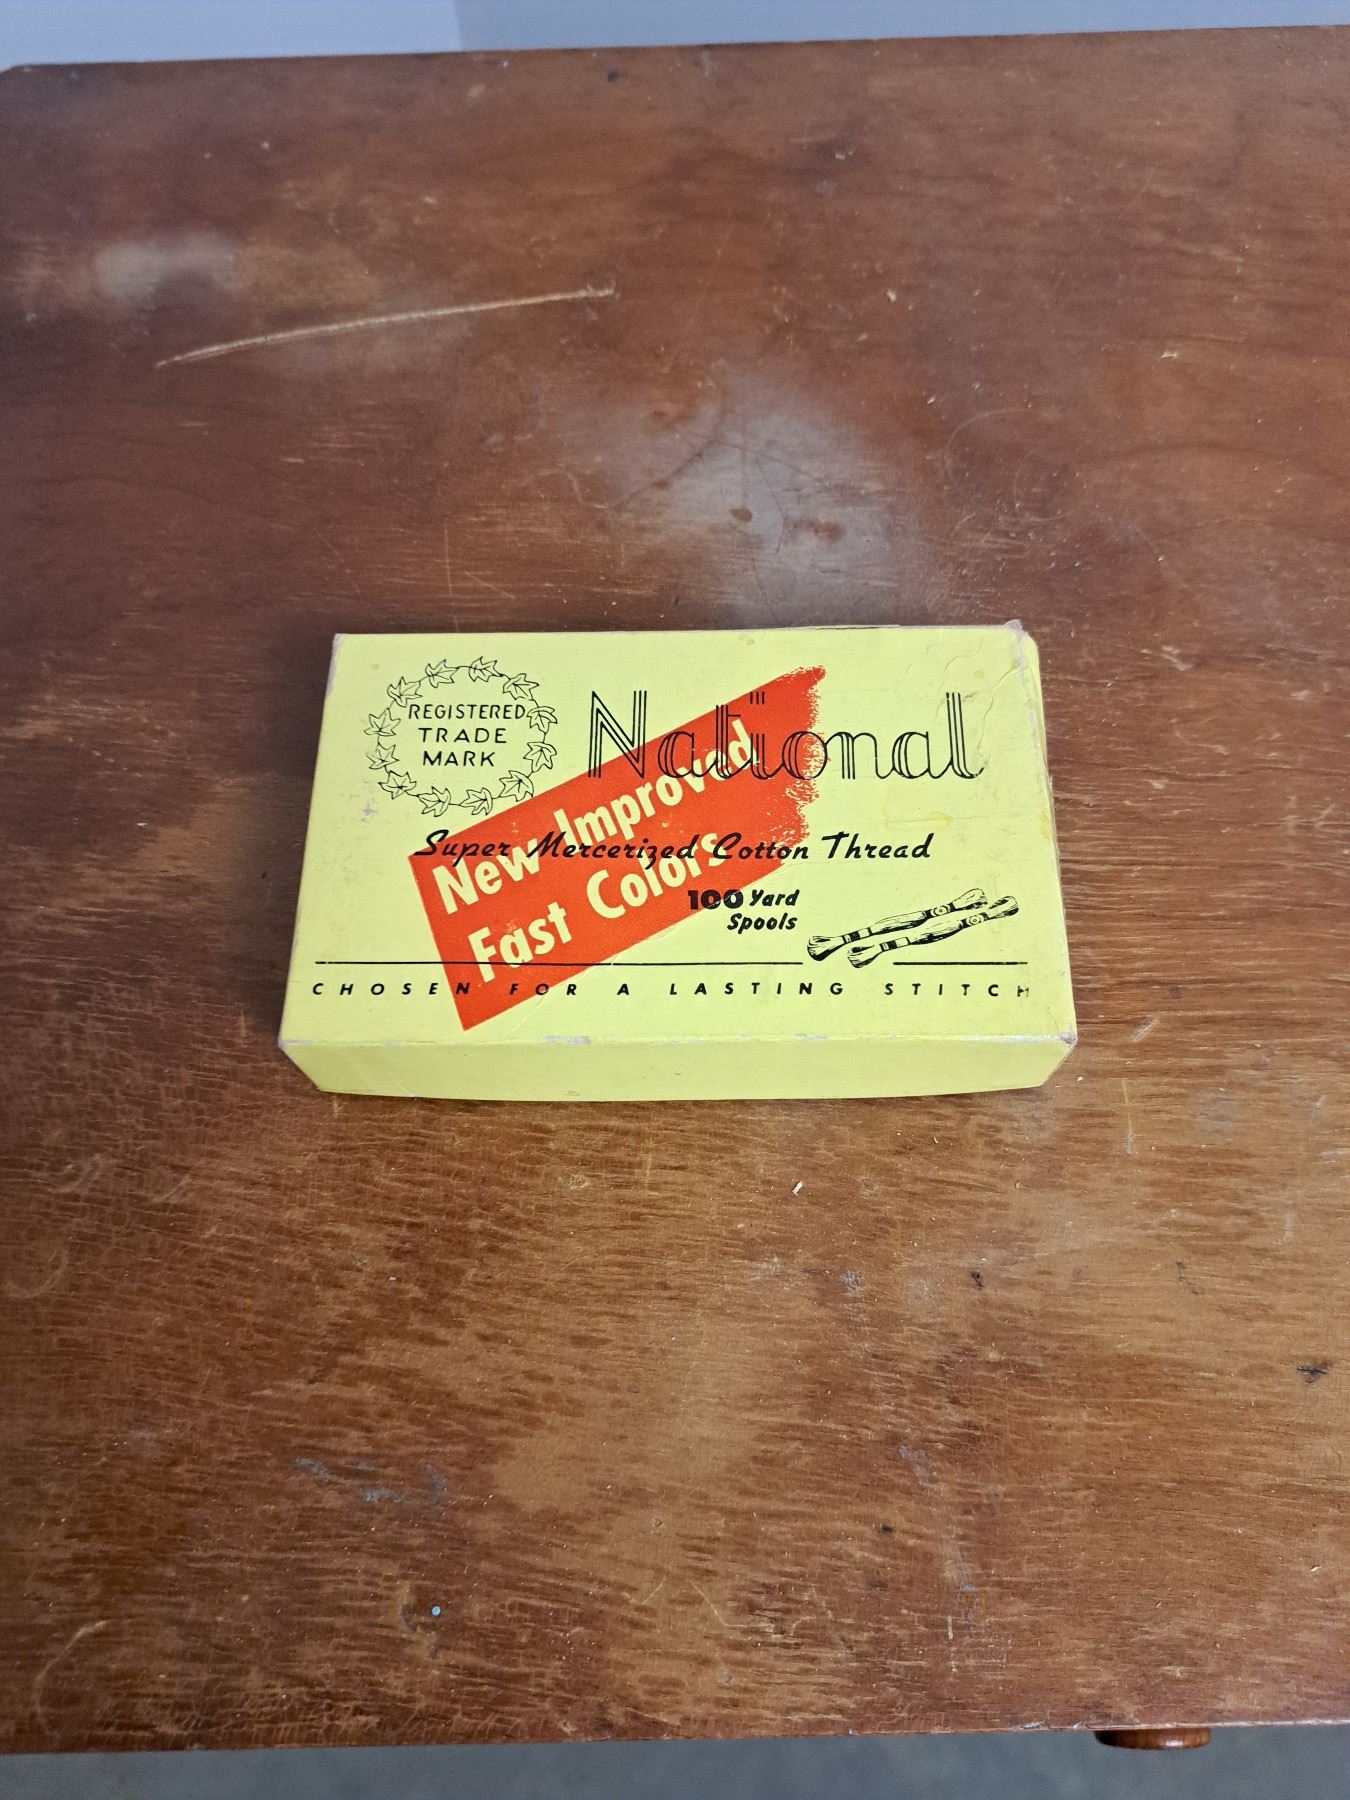 REGISTERED
TRADE
MARK
National
New Improved
Fast Colors
Super Mercerized Cotton Thread
100 Yard
Spools
CHOSEN FOR A LASTING STITCH